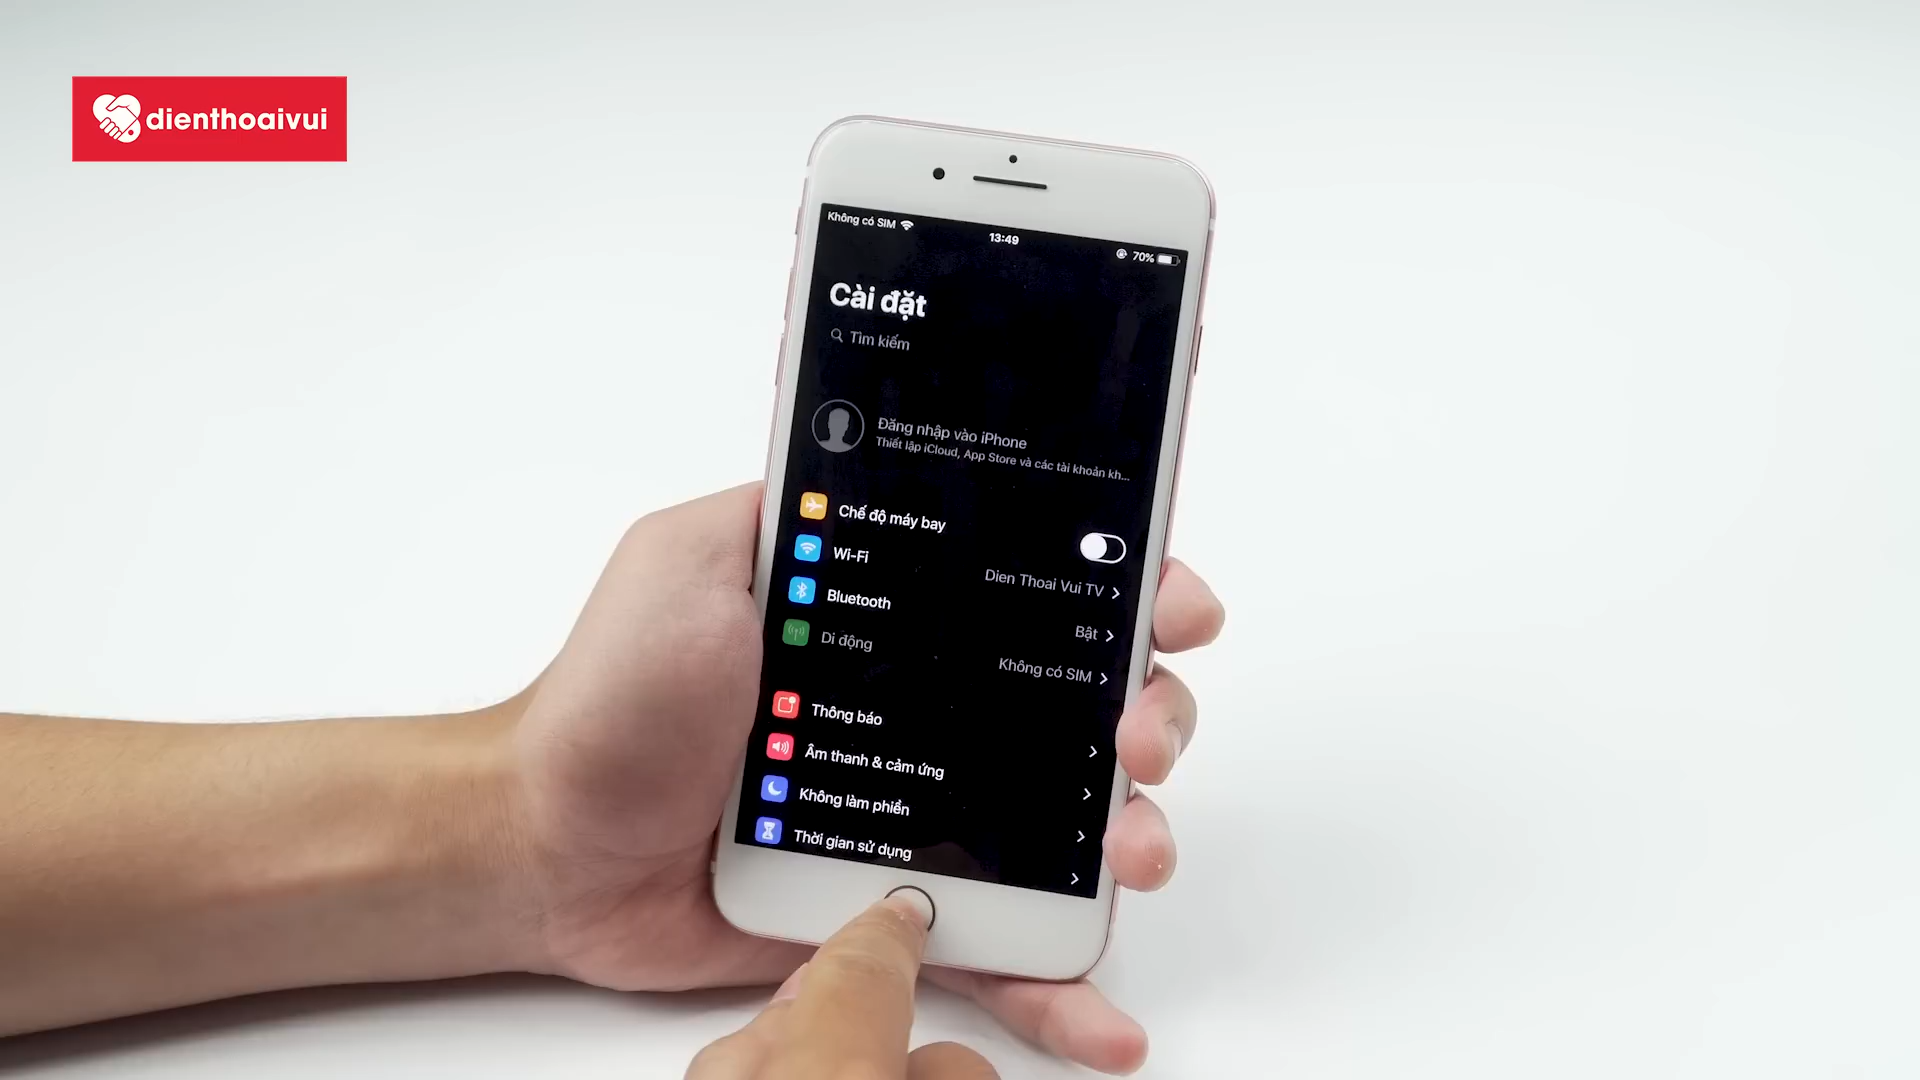 dienthoaivui
Không có SIM
13:49
70%
Cài đặt
Tìm kiếm
Đăng nhập vào iPhone
Thiết lập iCloud, App Store và các tài khoản kh...
Chế độ máy bay
Wi-Fi
Dien Thoai Vui TV
Bluetooth
Bật
Di động
Không có SIM
Thông báo
Âm thanh & cảm ứng
Không làm phiền
Thời gian sử dụng